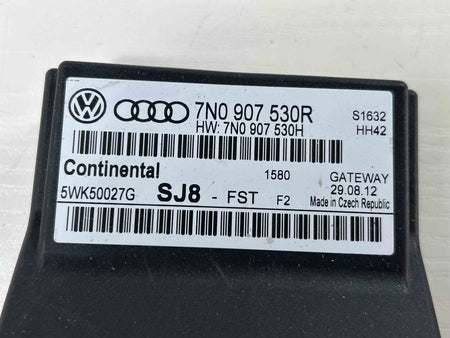 7N0 907 530R S1632
HW: 7N0 907 530H HH42
Continental 1580 GATEWAY
5WK50027G SJ8 - FST F2 29.08.12
Made in Czech Republic